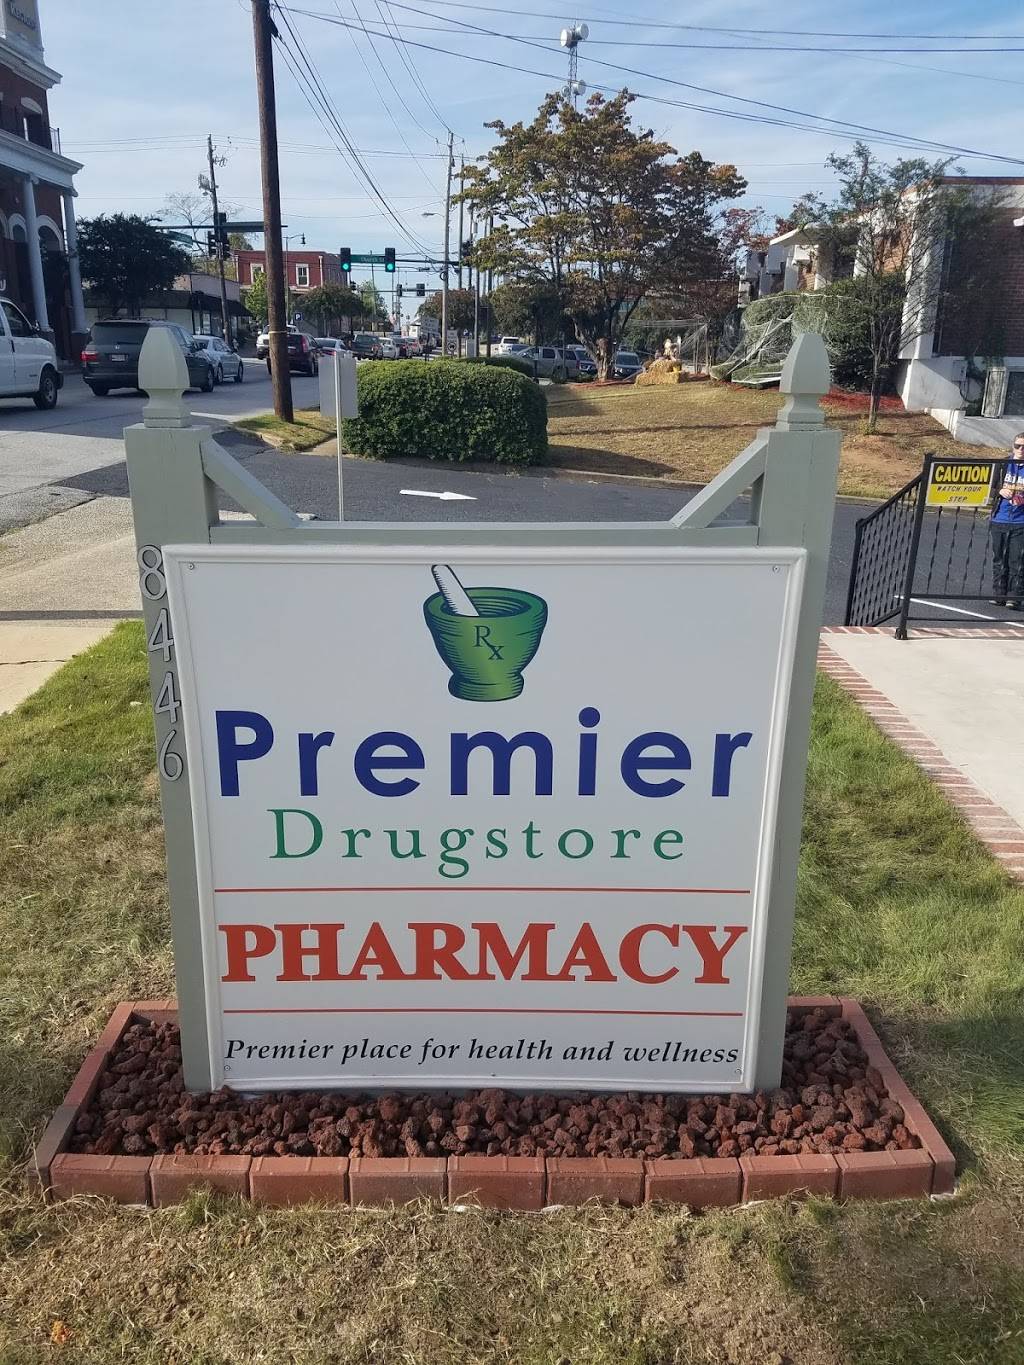 8446
Rx
Premier
Drugstore
PHARMACY
Premier place for health and wellness
CAUTION
WATCH YOUR
STEP